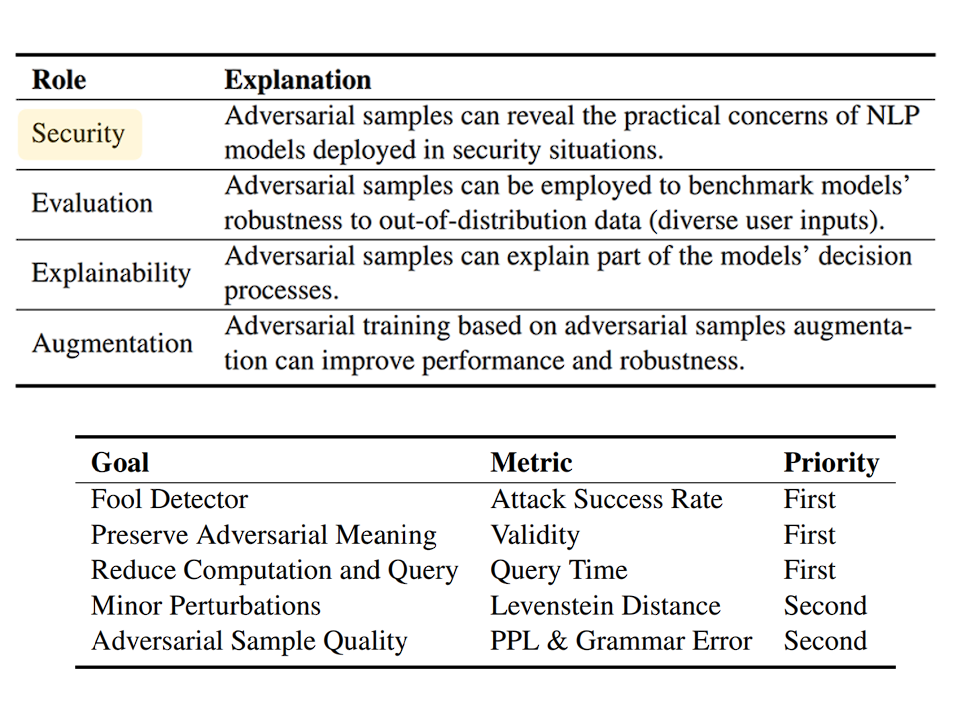 Role Explanation
Security
Adversarial samples can reveal the practical concerns of NLP
models deployed in security situations.
Evaluation
Adversarial samples can be employed to benchmark models’
robustness to out-of-distribution data (diverse user inputs).
Explainability
Adversarial samples can explain part of the models’ decision
processes.
Augmentation
Adversarial training based on adversarial samples augmenta-
tion can improve performance and robustness.
Goal Metric Priority
Fool Detector Attack Success Rate First
Preserve Adversarial Meaning Validity First
Reduce Computation and Query Query Time First
Minor Perturbations Levenstein Distance Second
Adversarial Sample Quality PPL & Grammar Error Second